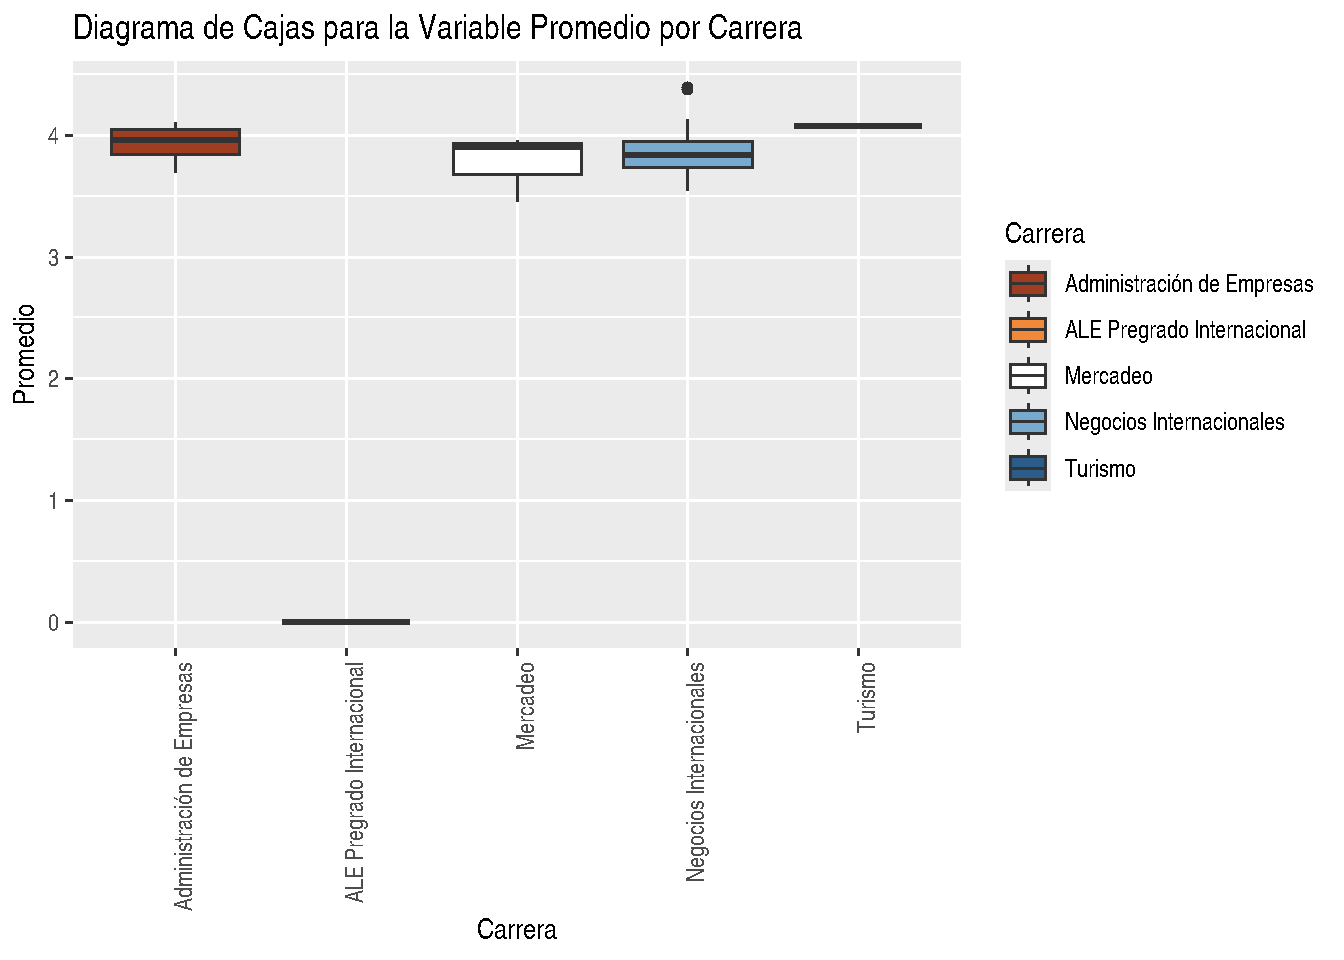 Diagrama de Cajas para la Variable Promedio por Carrera
Promedio
4
3
2
1
0
Administración de Empresas
ALE Pregrado Internacional
Mercadeo
Negocios Internacionales
Turismo
Carrera
Carrera
Administración de Empresas
ALE Pregrado Internacional
Mercadeo
Negocios Internacionales
Turismo